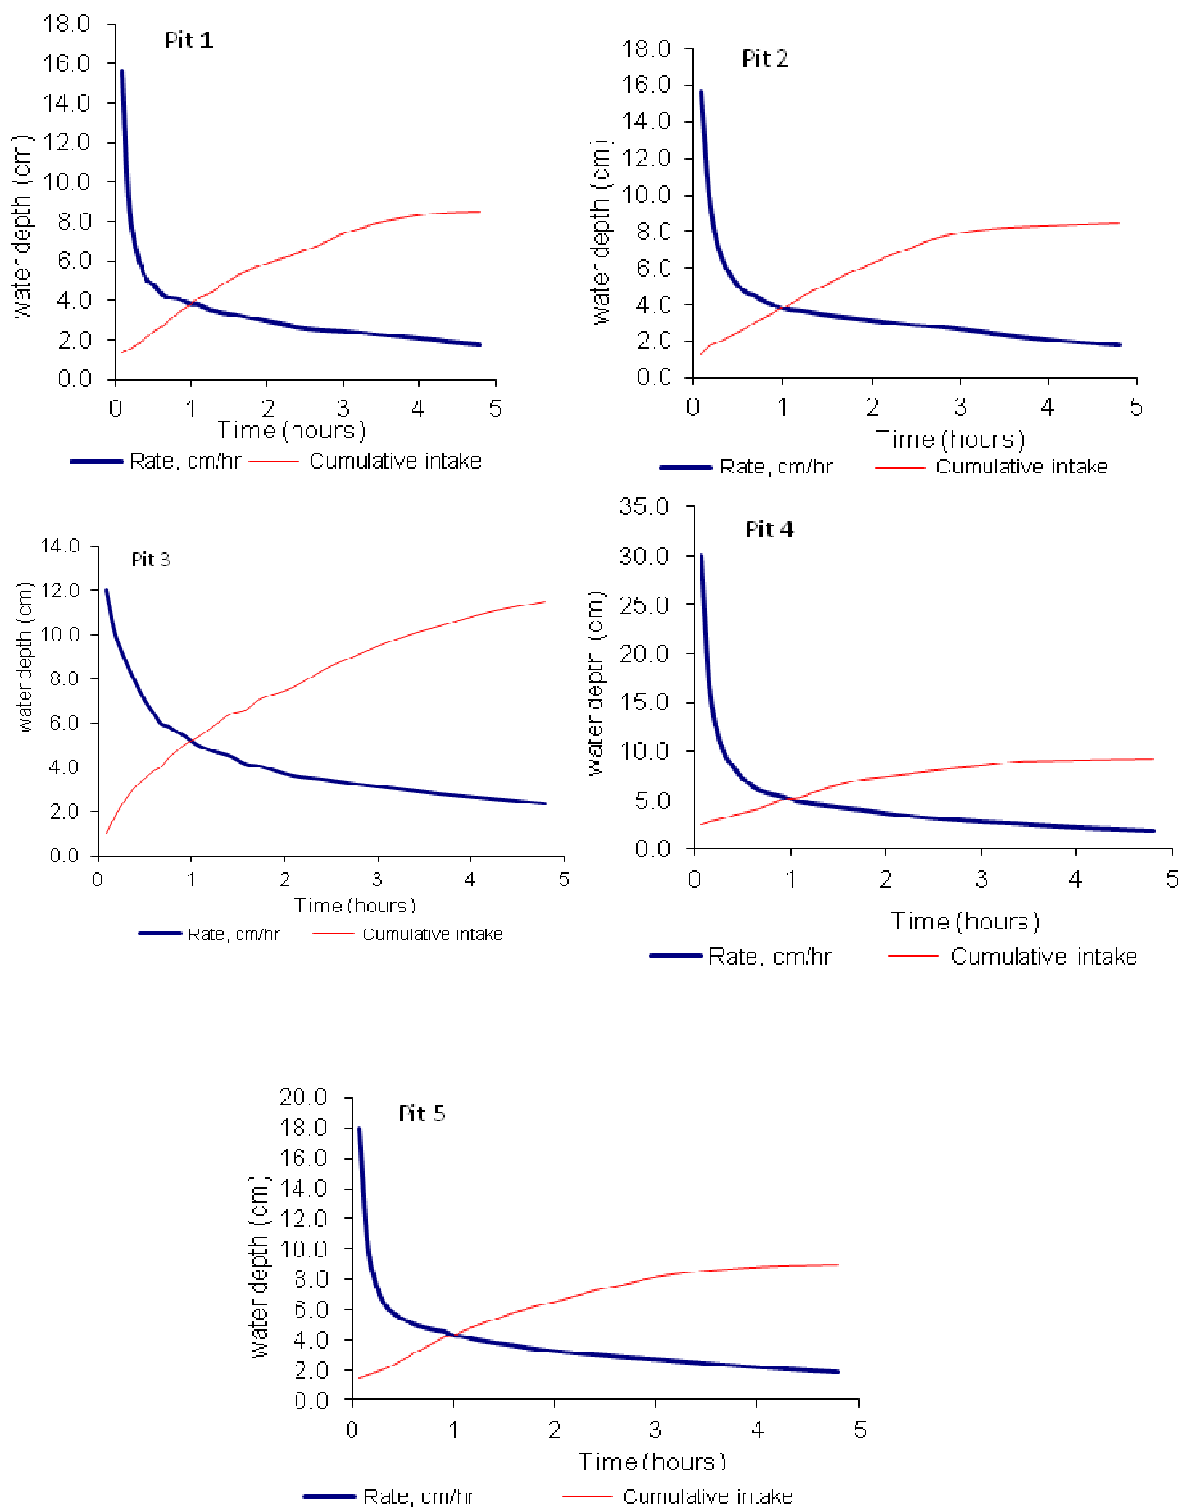 Pit 1
18.0
16.0
14.0
12.0
10.0
8.0
6.0
4.0
2.0
0.0
water depth (cm)
0 1 2 3 4 5
Time (hours)
Rate, cm/hr Cumulative intake
Pit 2
18.0
16.0
14.0
12.0
10.0
8.0
6.0
4.0
2.0
0.0
water depth (cm)
0 1 2 3 4 5
Time (hours)
Rate, cm/hr Cumulative intake
Pit 3
14.0
12.0
10.0
8.0
6.0
4.0
2.0
0.0
water depth (cm)
0 1 2 3 4 5
Time (hours)
Rate, cm/hr Cumulative intake
Pit 4
35.0
30.0
25.0
20.0
15.0
10.0
5.0
0.0
water depth (cm)
0 1 2 3 4 5
Time (hours)
Rate, cm/hr Cumulative intake
Pit 5
20.0
18.0
16.0
14.0
12.0
10.0
8.0
6.0
4.0
2.0
0.0
water depth (cm)
0 1 2 3 4 5
Time (hours)
Rate, cm/hr Cumulative intake